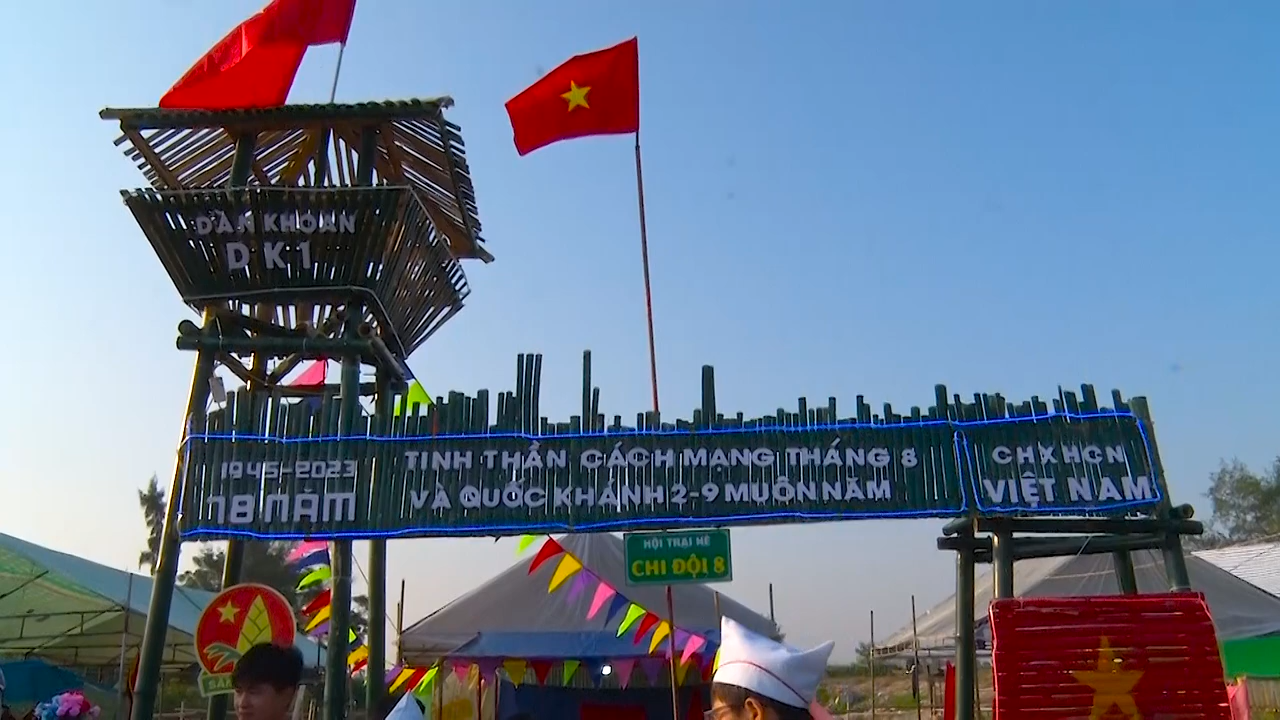 DÀN KHOAN
DK1
1945-2023
78 NĂM
TINH THẦN CÁCH MẠNG THÁNG 8
VÀ QUỐC KHÁNH 2-9 MUÔN NĂM
CHXHCN
VIỆT NAM
HỘI TRẠI HÈ
CHI ĐỘI 8